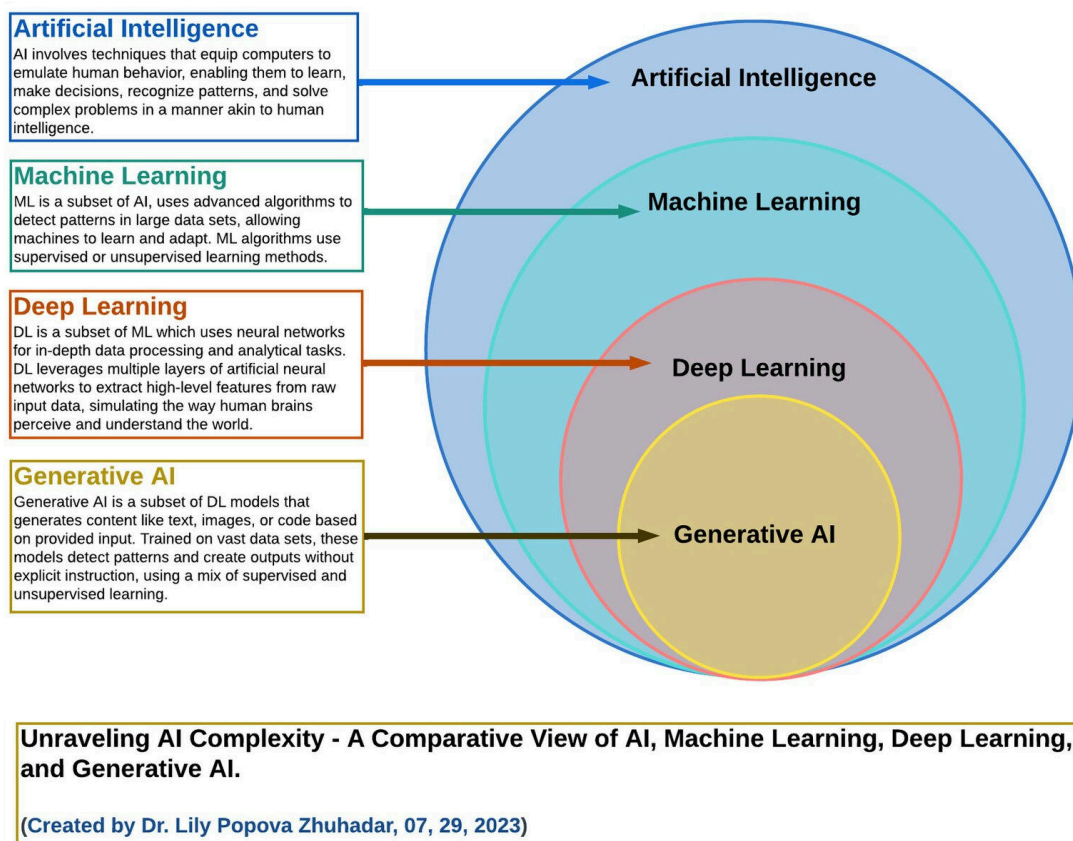 Artificial Intelligence
AI involves techniques that equip computers to
emulate human behavior, enabling them to learn,
make decisions, recognize patterns, and solve
complex problems in a manner akin to human
intelligence.
Machine Learning
ML is a subset of AI, uses advanced algorithms to
detect patterns in large data sets, allowing
machines to learn and adapt. ML algorithms use
supervised or unsupervised learning methods.
Deep Learning
DL is a subset of ML which uses neural networks
for in-depth data processing and analytical tasks.
DL leverages multiple layers of artificial neural
networks to extract high-level features from raw
input data, simulating the way human brains
perceive and understand the world.
Generative AI
Generative AI is a subset of DL models that
generates content like text, images, or code based
on provided input. Trained on vast data sets, these
models detect patterns and create outputs without
explicit instruction, using a mix of supervised and
unsupervised learning.
Artificial Intelligence
Machine Learning
Deep Learning
Generative AI
Unraveling AI Complexity - A Comparative View of AI, Machine Learning, Deep Learning,
and Generative AI.
(Created by Dr. Lily Popova Zhuhadar, 07, 29, 2023)